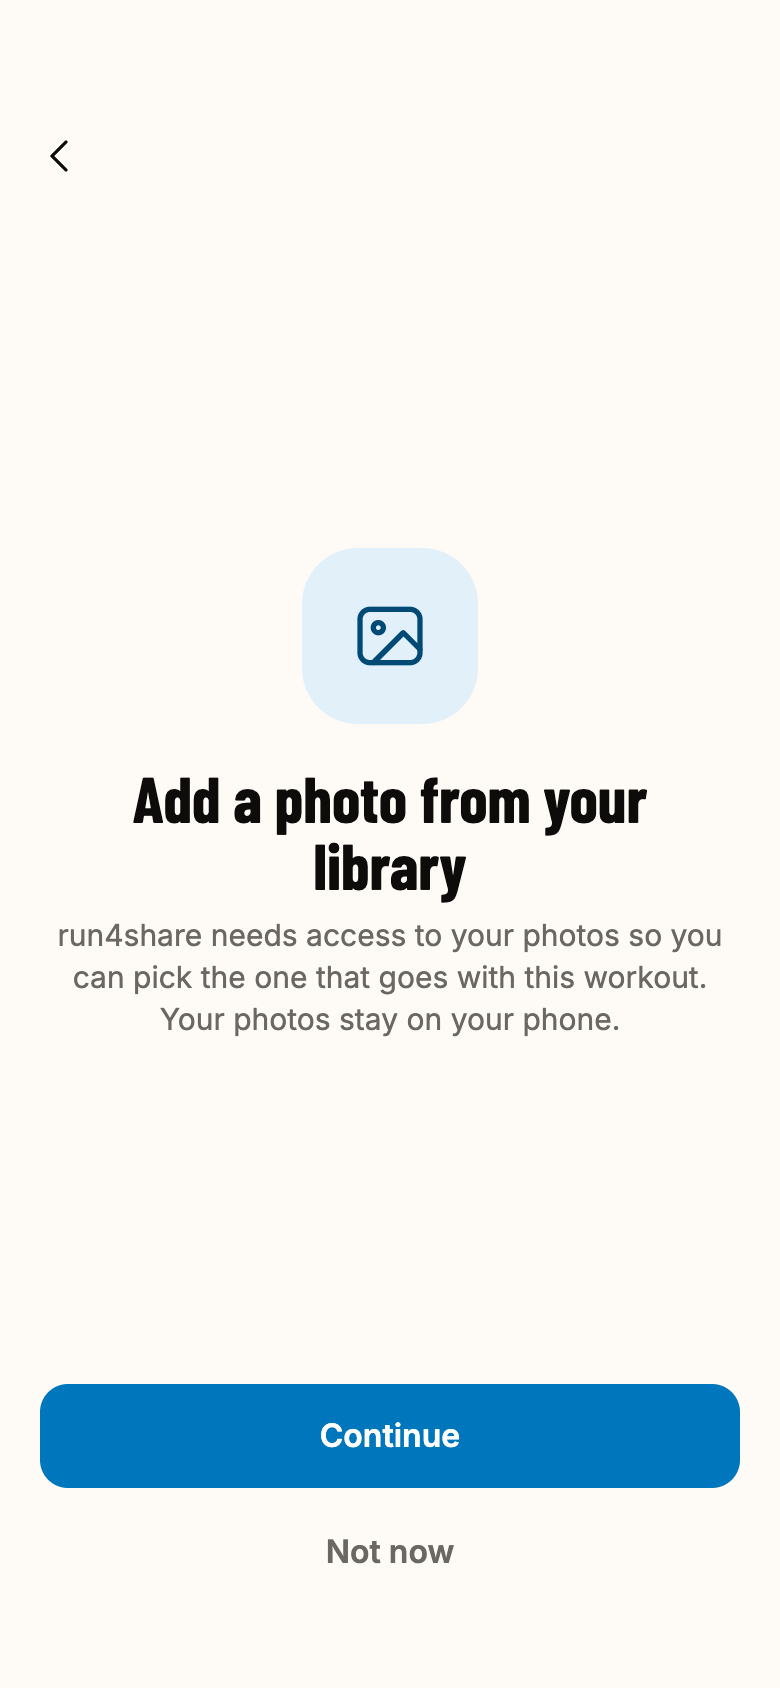 Add a photo from your
library
run4share needs access to your photos so you
can pick the one that goes with this workout.
Your photos stay on your phone.
Continue
Not now